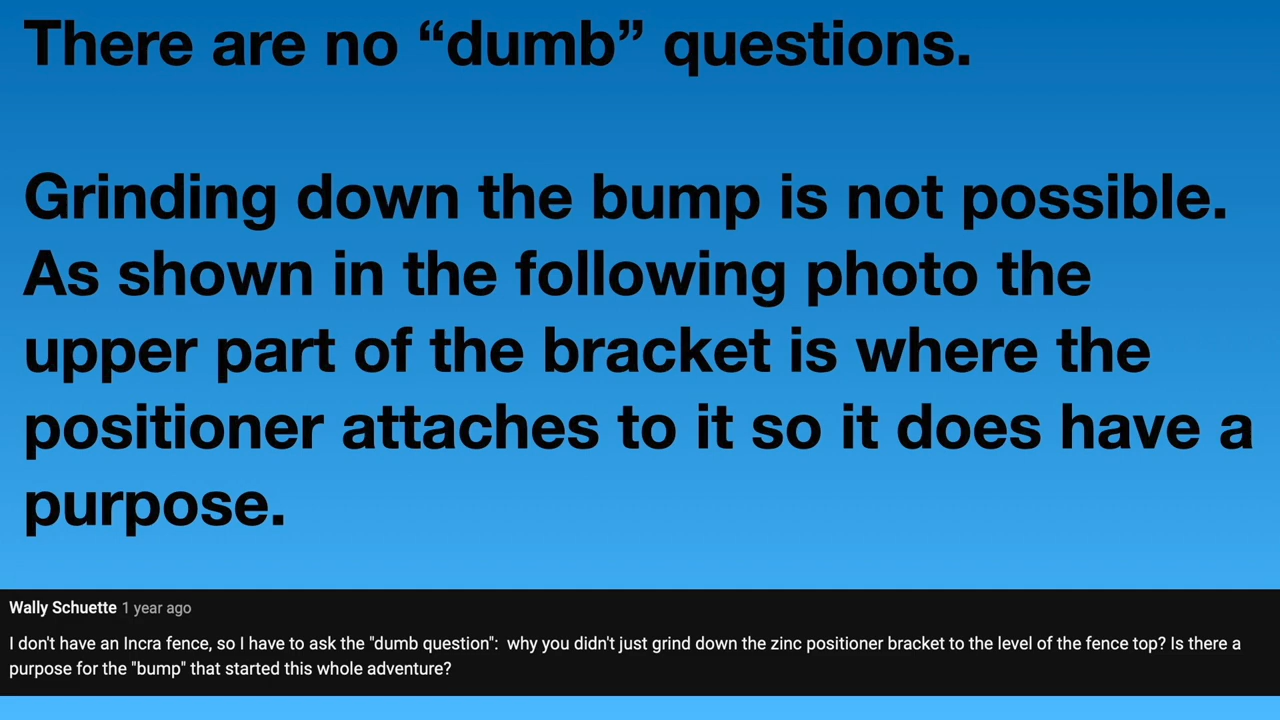 There are no “dumb” questions.
Grinding down the bump is not possible.
As shown in the following photo the
upper part of the bracket is where the
positioner attaches to it so it does have a
purpose.
Wally Schuette 1 year ago
I don't have an Incra fence, so I have to ask the "dumb question":  why you didn't just grind down the zinc positioner bracket to the level of the fence top? Is there a
purpose for the "bump" that started this whole adventure?